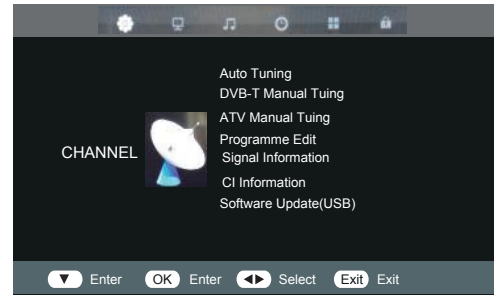 Auto Tuning
DVB-T Manual Tuing
ATV Manual Tuing
Programme Edit
CHANNEL
Signal Information
CI Information
Software Update(USB)
▼ Enter OK Enter ◀▶ Select Exit Exit